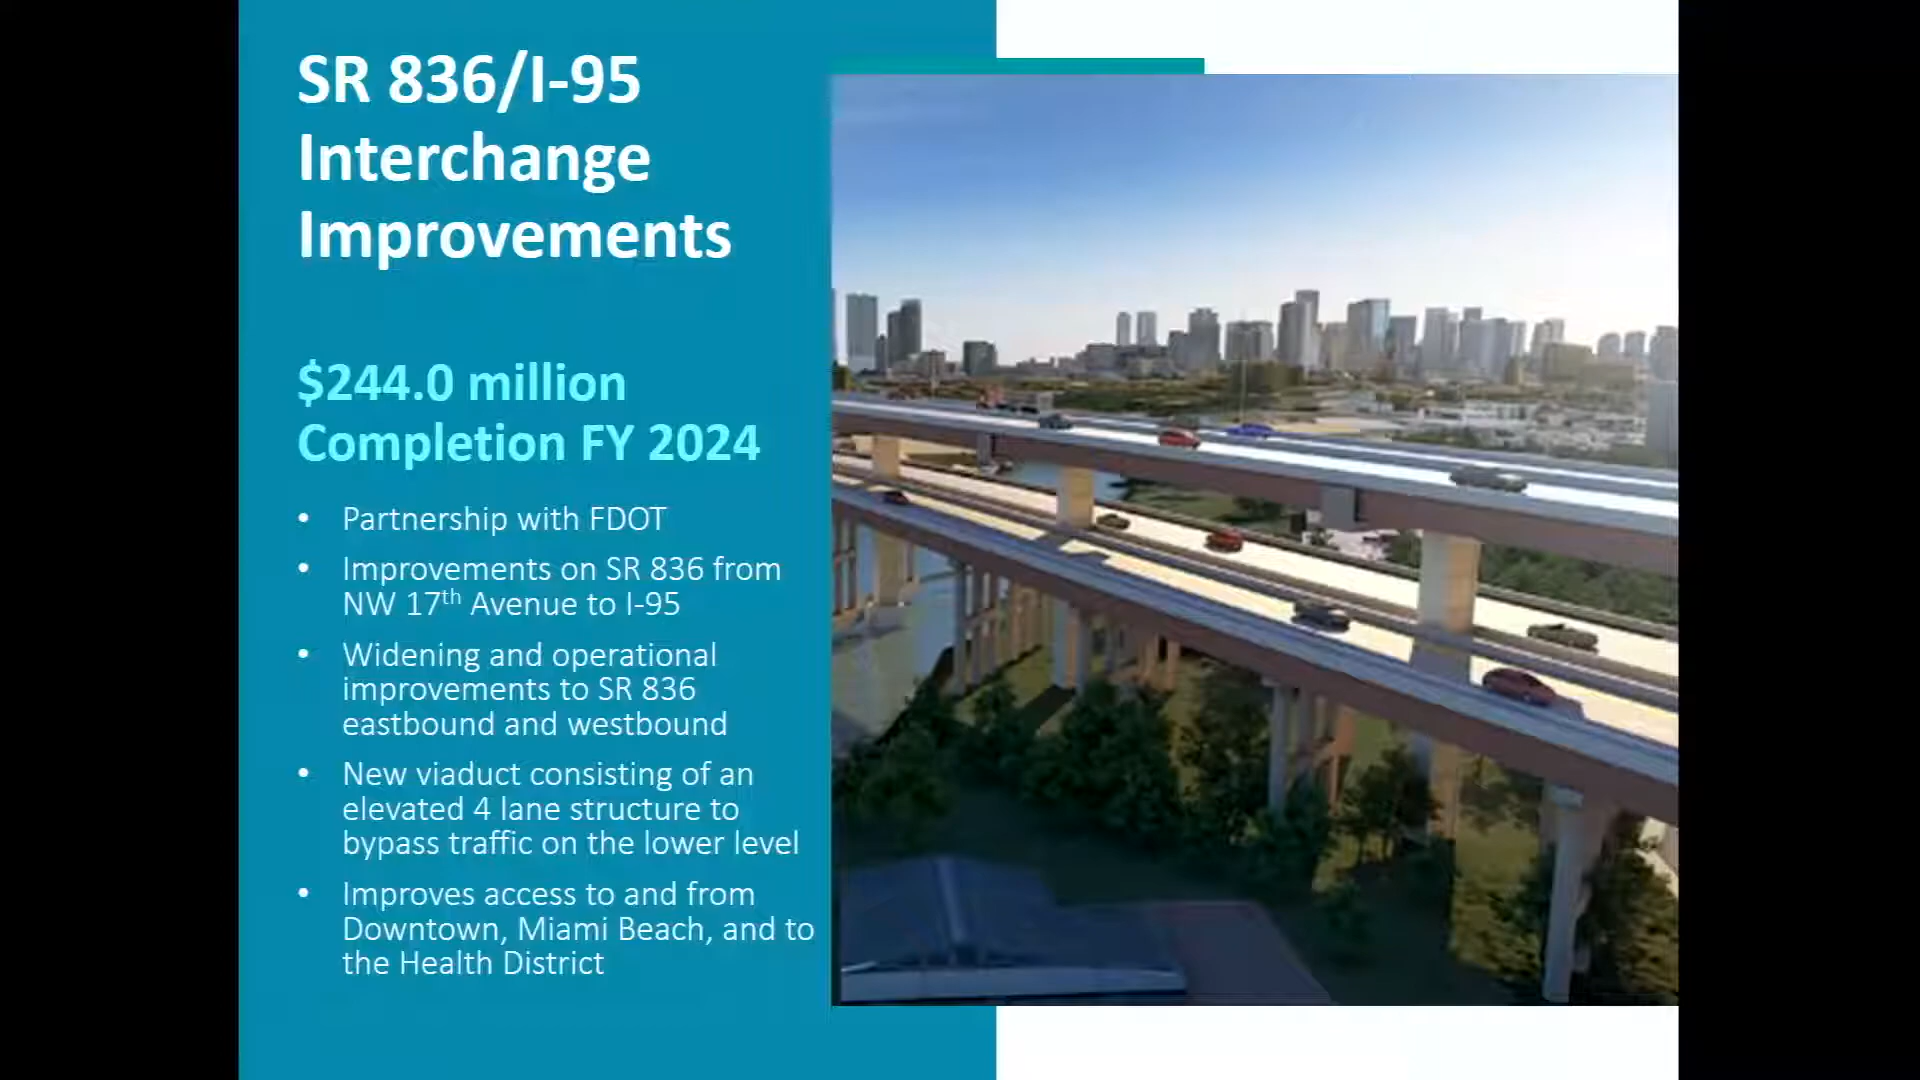 SR 836/I-95
Interchange
Improvements
$244.0 million
Completion FY 2024
• Partnership with FDOT
• Improvements on SR 836 from
NW 17th Avenue to I-95
• Widening and operational
improvements to SR 836
eastbound and westbound
• New viaduct consisting of an
elevated 4 lane structure to
bypass traffic on the lower level
• Improves access to and from
Downtown, Miami Beach, and to
the Health District